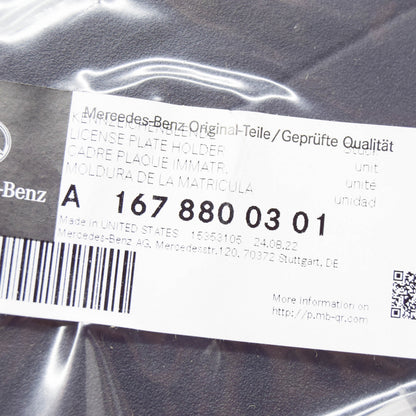 Mercedes-Benz Original-Teile/Geprüfte Qualität
KENNZEICHENBLENDE
LICENSE PLATE HOLDER
unit
CADRE PLAQUE IMMATR.
unité
MOLDURA DE LA MATRICULA
unidad
-Benz
A 167 880 03 01
Made in UNITED STATES 15353105 24.08.22
Mercedes-Benz AG, Mercedesstr.120, 70372 Stuttgart, DE
More information on
http://p.mb-qr.com/